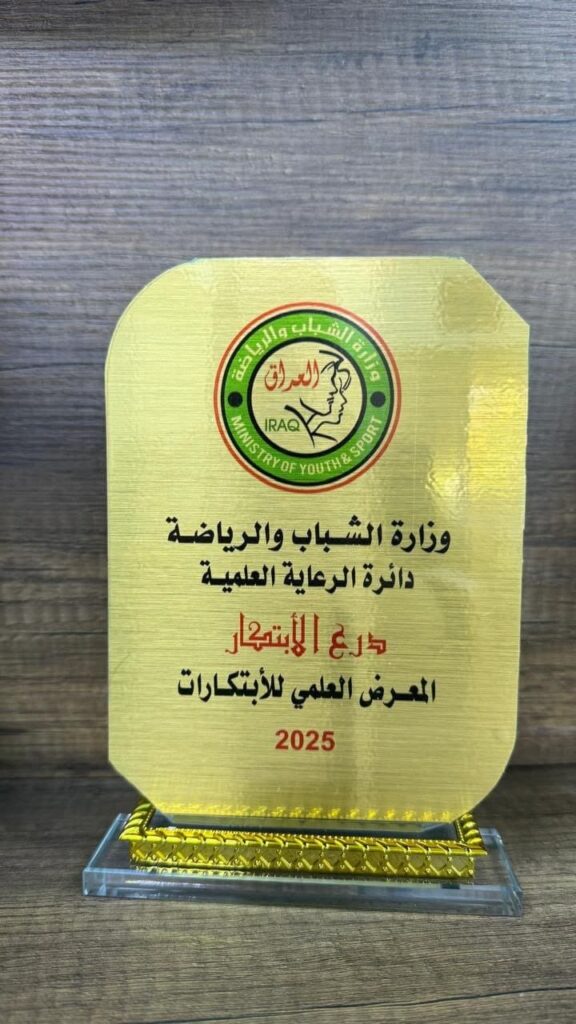 وزارة الشباب والرياضة
العراق
IRAQ
MINISTRY OF YOUTH & SPORT
وزارة الشباب والرياضة
دائرة الرعاية العلمية
درع الأبتكار
المعرض العلمي للأبتكارات
2025